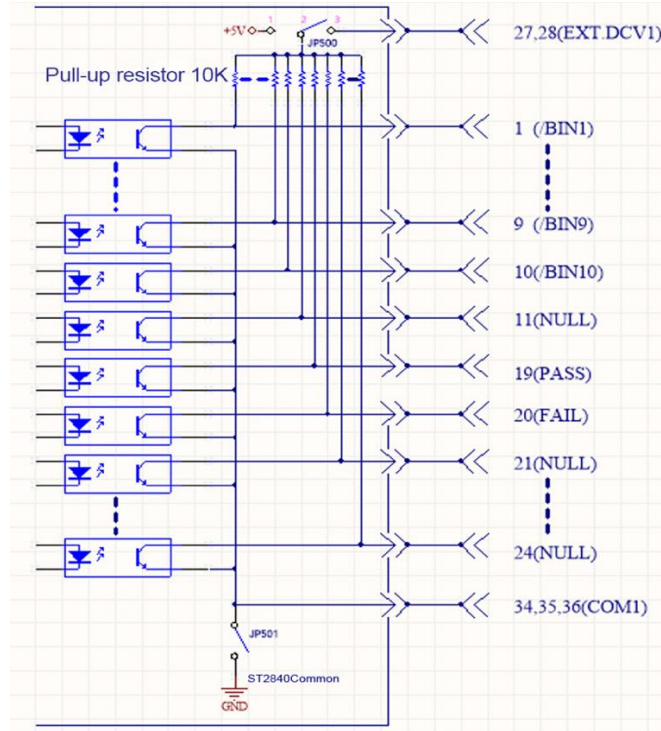 1 2 3
+5V
JP500
27,28(EXT.DCV1)
Pull-up resistor 10K
1 (/BIN1)
9 (/BIN9)
10(/BIN10)
11(NULL)
19(PASS)
20(FAIL)
21(NULL)
24(NULL)
34,35,36(COM1)
JP501
ST2840Common
GND